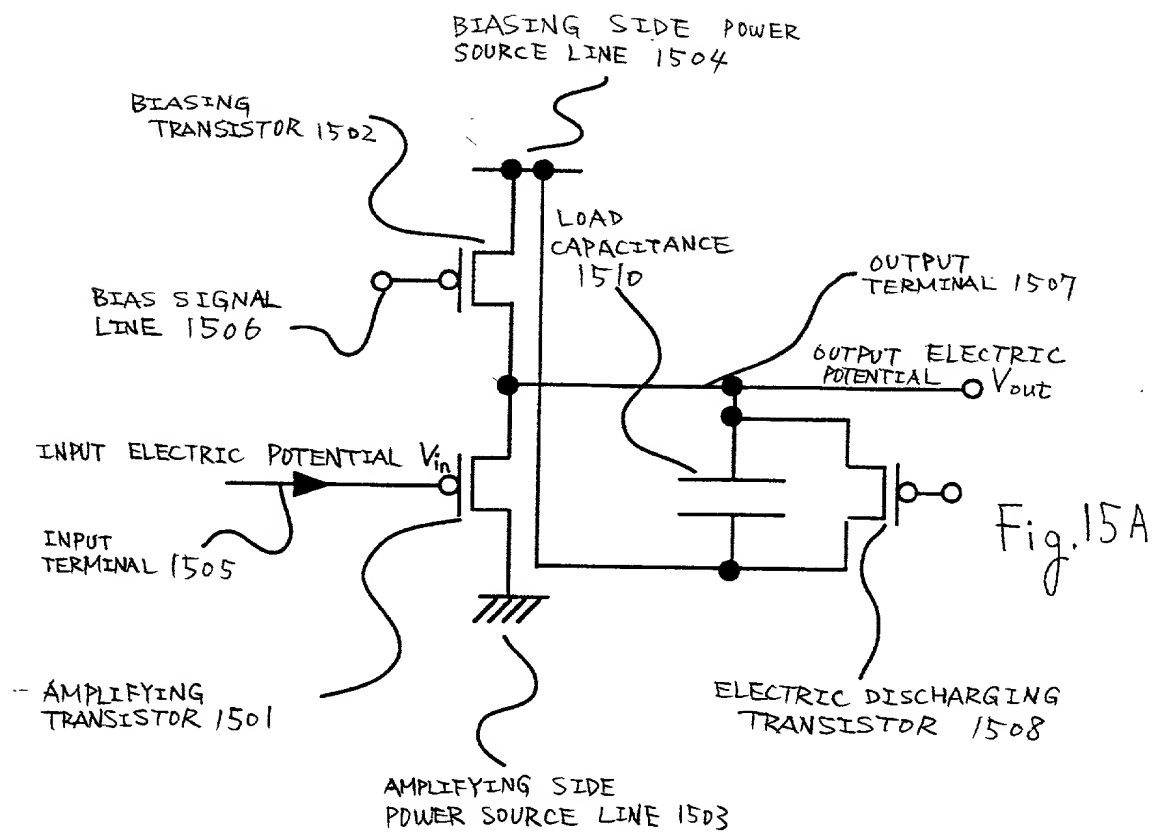 BIASING SIDE POWER
SOURCE LINE 1504
BIASING
TRANSISTOR 1502
LOAD
CAPACITANCE
1510
OUTPUT
TERMINAL 1507
BIAS SIGNAL
LINE 1506
OUTPUT ELECTRIC
POTENTIAL
Vout
INPUT ELECTRIC POTENTIAL Vin
INPUT
TERMINAL 1505
Fig.15A
AMPLIFYING
TRANSISTOR 1501
ELECTRIC DISCHARGING
TRANSISTOR 1508
AMPLIFYING SIDE
POWER SOURCE LINE 1503